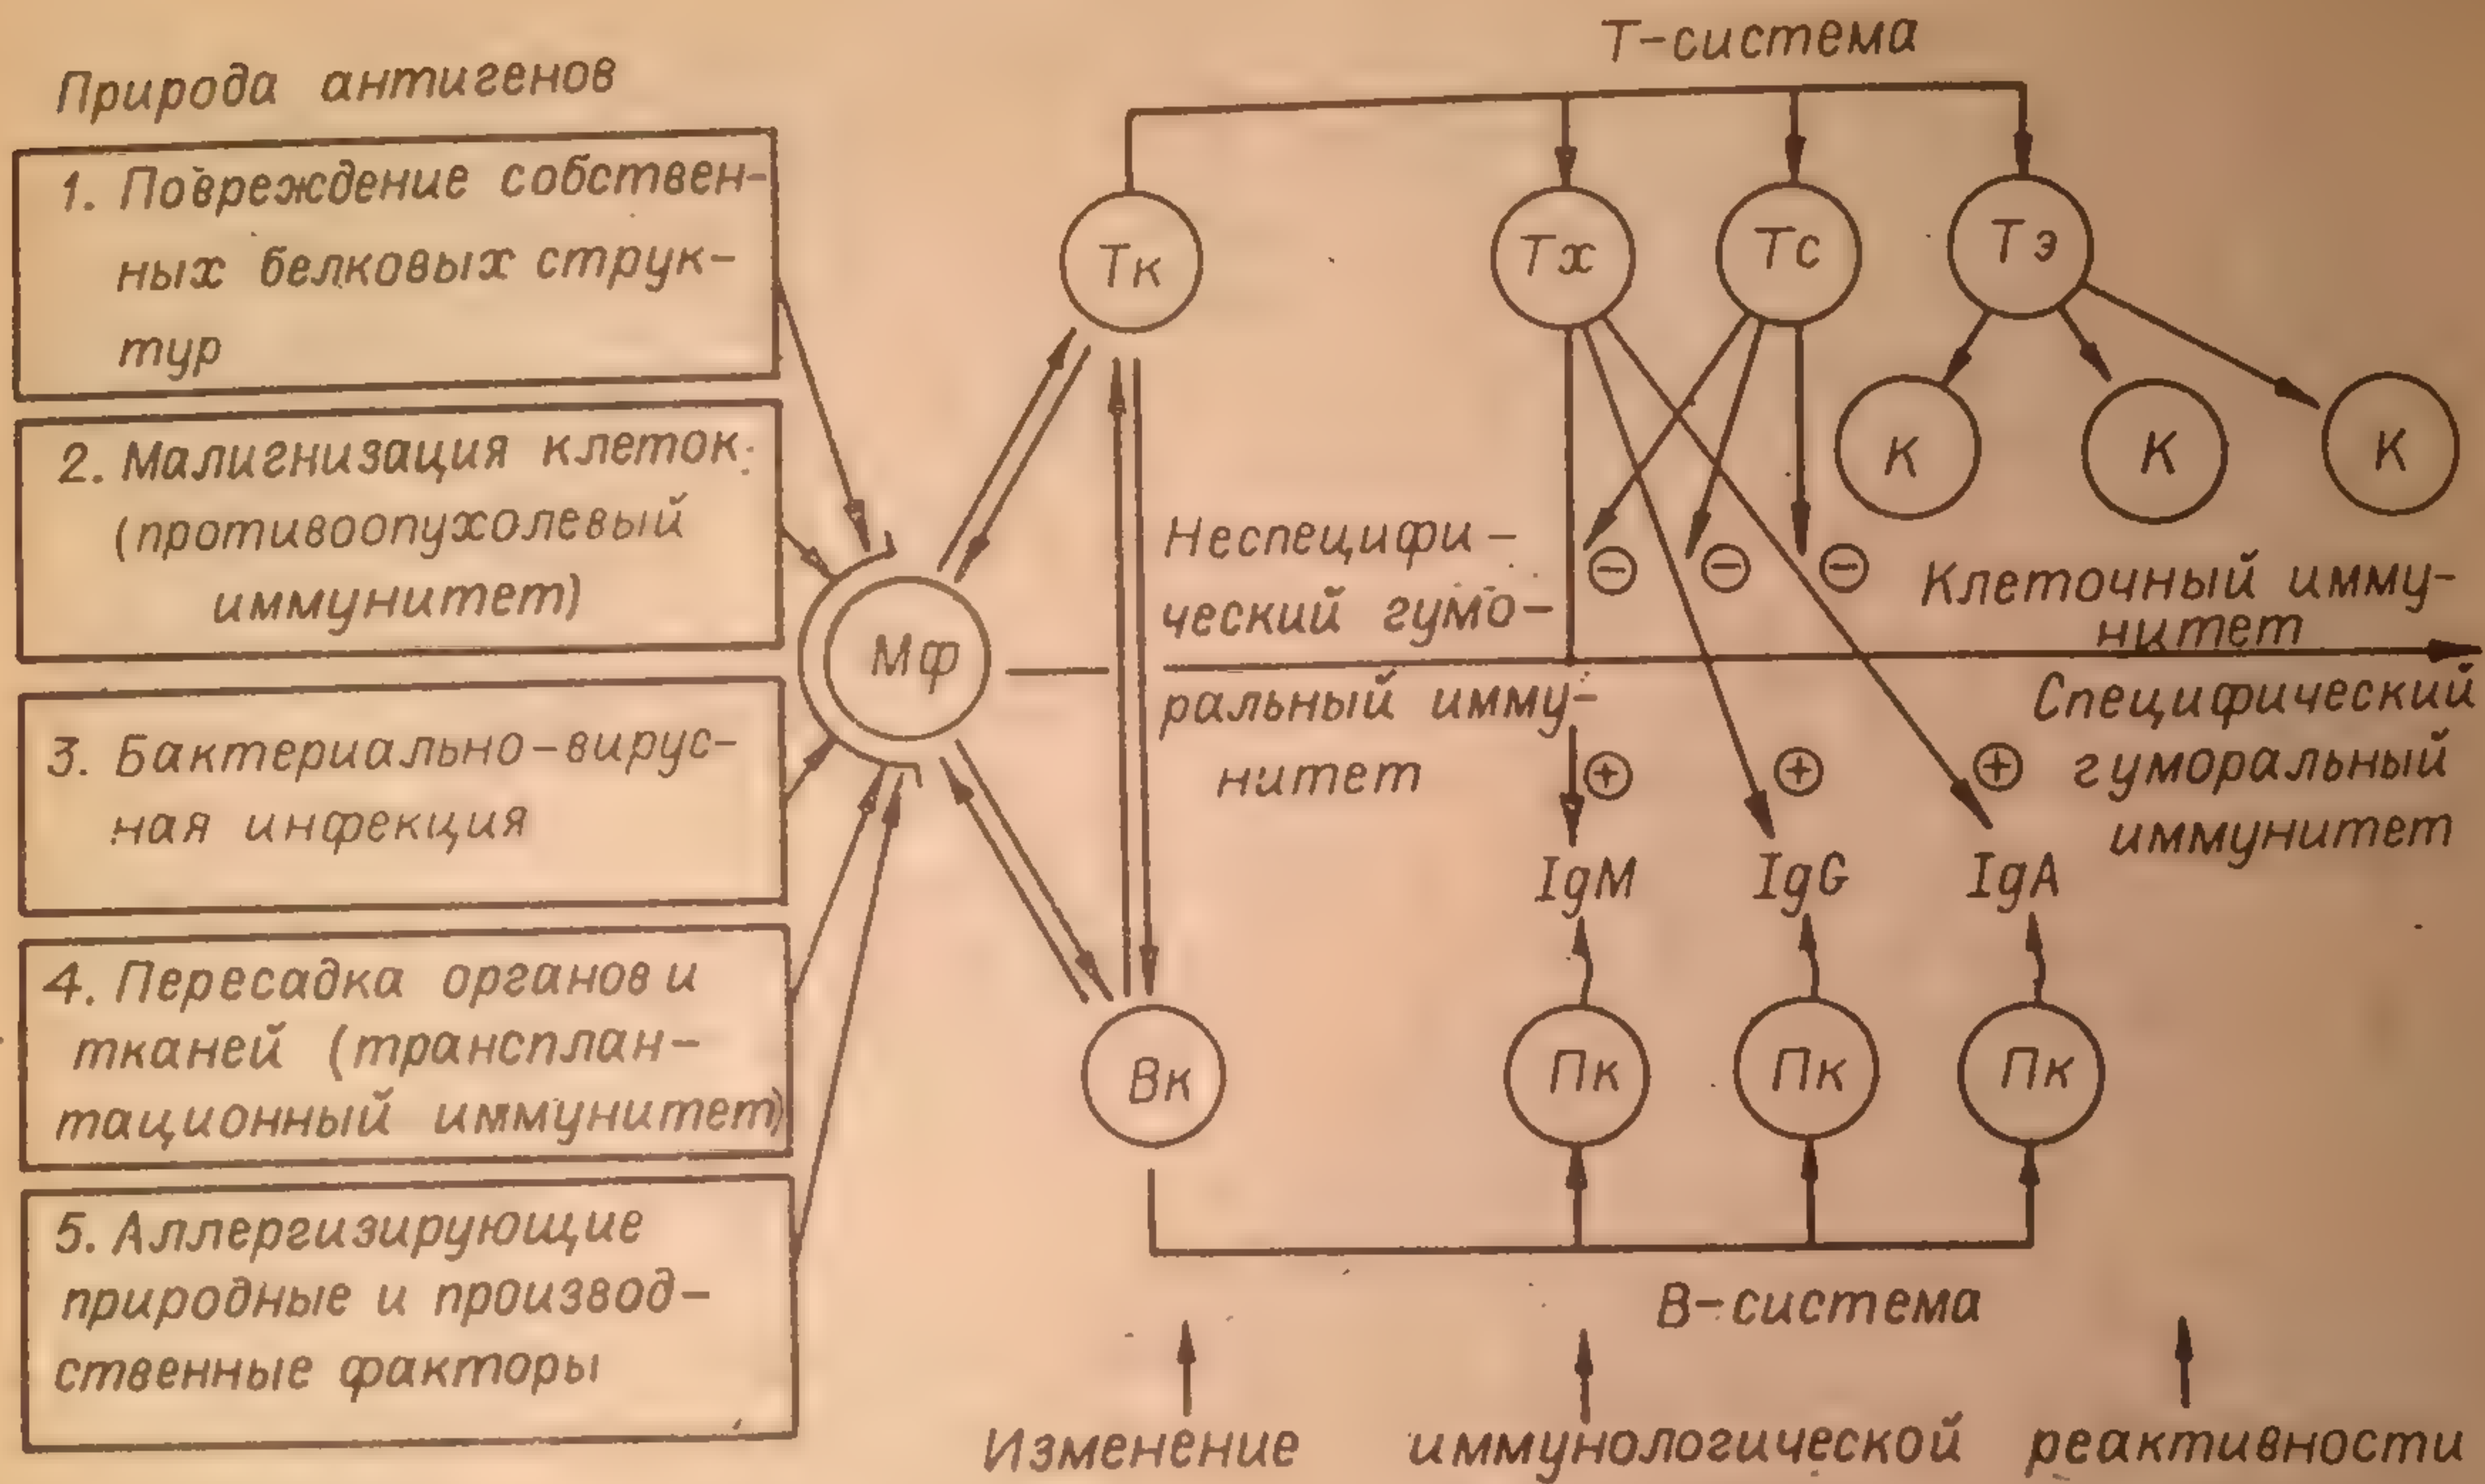 Природа антигенов
1. Повреждение собствен-
ных белковых струк-
тур
2. Малигнизация клеток
(противоопухолевый
иммунитет)
3. Бактериально-вирус-
ная инфекция
4. Пересадка органов и
тканей (трансплан-
тационный иммунитет)
5. Аллергизирующие
природные и производ-
ственные факторы
Мф
Тк
Вк
Т-система
Тх
Тс
Тэ
К
К
К
Неспецифи-
ческий гумо-
ральный имму-
нитет
−
−
−
Клеточный имму-
нитет
Специфический
гуморальный
иммунитет
+
+
+
IgM
IgG
IgA
Пк
Пк
Пк
В-система
Изменение иммунологической реактивности